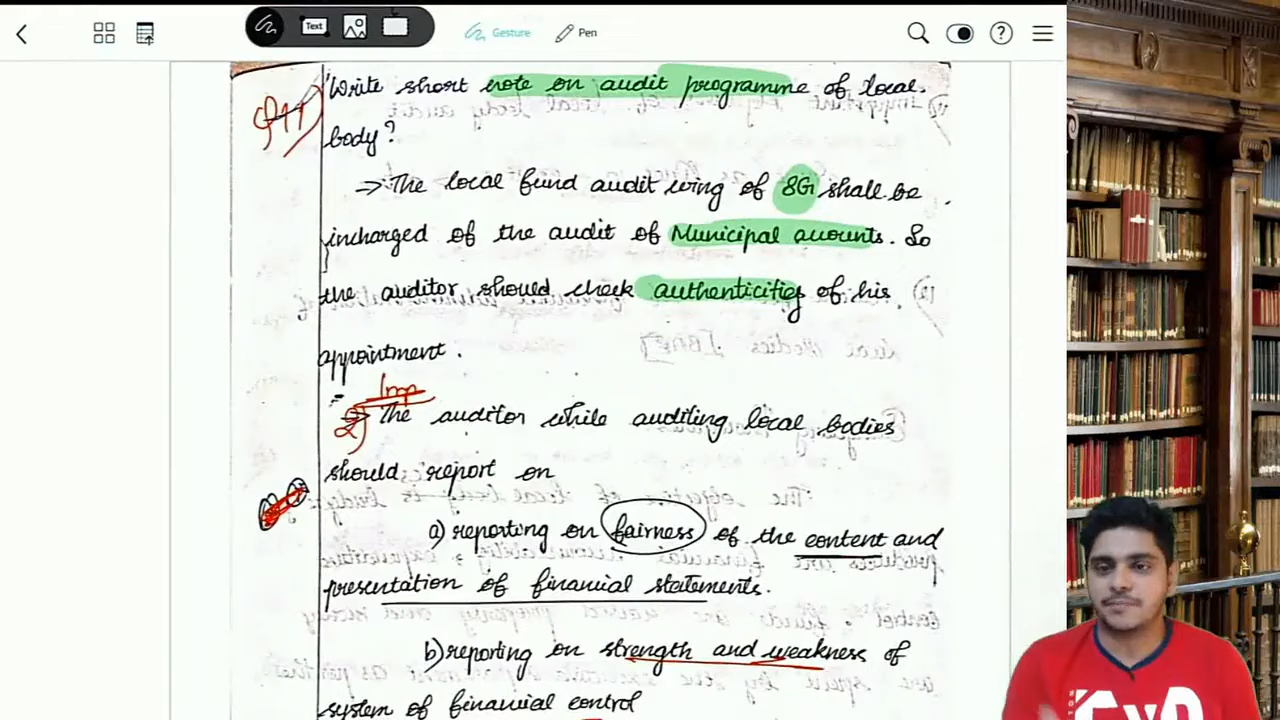 Text
Gesture
Pen
?
Write short note on audit programme of local
body?
→ The local fund audit wing of SG shall be
incharged of the audit of Municipal acounts. So
the auditor should check authenticities of his
appointment.
Imp
2) → The auditor while auditing local bodies
should report on
a) reporting on fairness of the content and
presentation of financial statements.
b) reporting on strength and weakness of
system of financial control